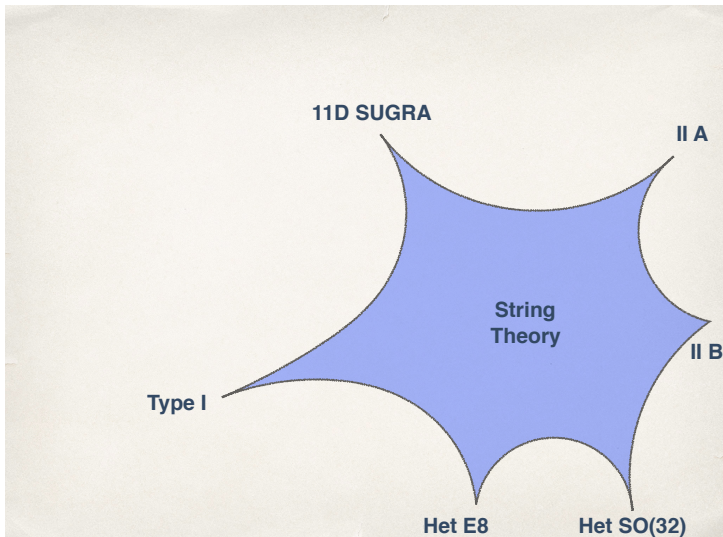 11D SUGRA
II A
String
Theory
II B
Type I
Het E8
Het SO(32)